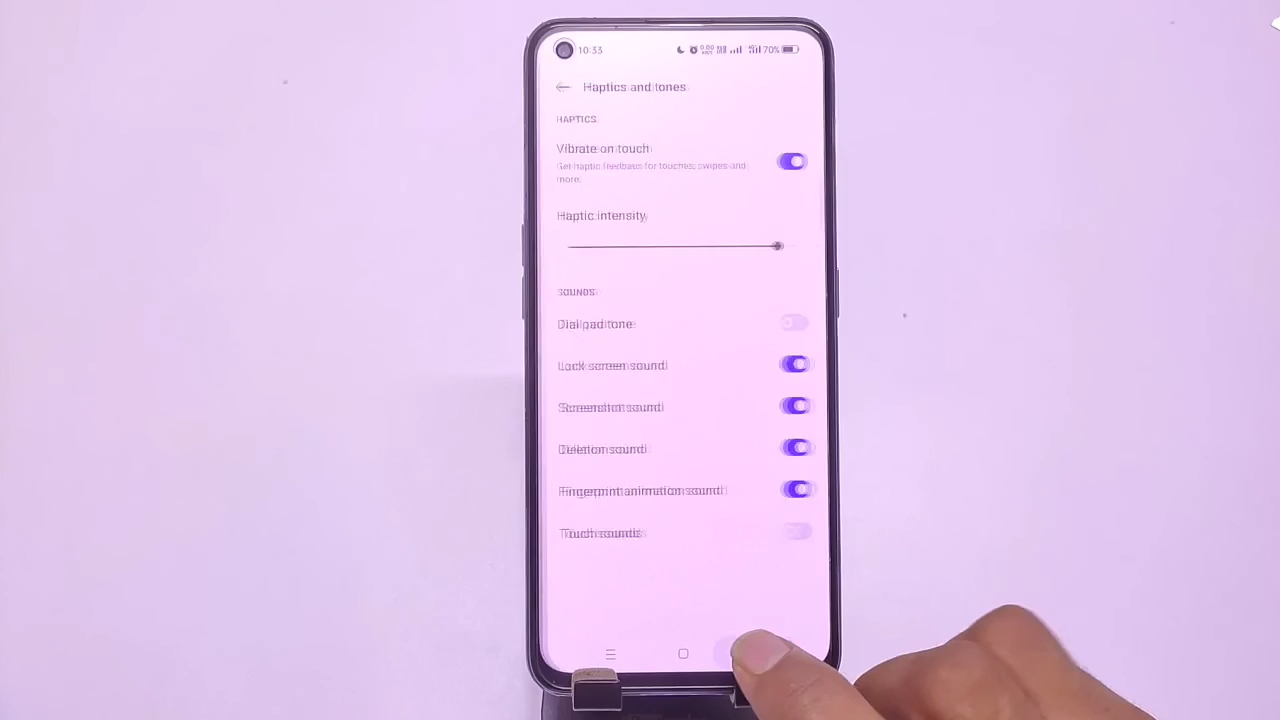 10:33 70%
Haptics and tones
HAPTICS
Vibrate on touch
Get haptic feedback for touches, swipes and
more.
Haptic intensity
SOUNDS
Dial pad tone
Lock screen sound
Screenshot sound
Deletion sound
Fingerprint animation sound
Touch sounds